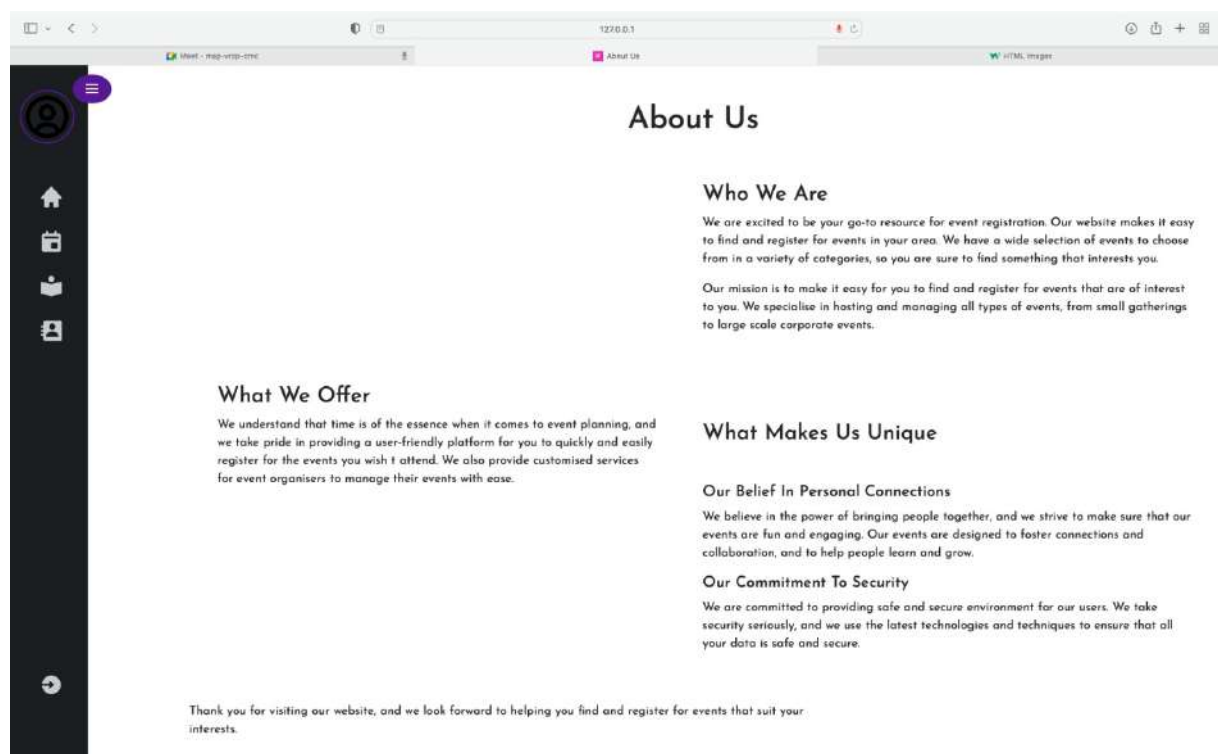 127.0.0.1
Meet - map-vrop-cmc
About Us
HTML Images
About Us
Who We Are
We are excited to be your go-to resource for event registration. Our website makes it easy
to find and register for events in your area. We have a wide selection of events to choose
from in a variety of categories, so you are sure to find something that interests you.
Our mission is to make it easy for you to find and register for events that are of interest
to you. We specialise in hosting and managing all types of events, from small gatherings
to large scale corporate events.
What We Offer
We understand that time is of the essence when it comes to event planning, and
we take pride in providing a user-friendly platform for you to quickly and easily
register for the events you wish t attend. We also provide customised services
for event organisers to manage their events with ease.
What Makes Us Unique
Our Belief In Personal Connections
We believe in the power of bringing people together, and we strive to make sure that our
events are fun and engaging. Our events are designed to foster connections and
collaboration, and to help people learn and grow.
Our Commitment To Security
We are committed to providing safe and secure environment for our users. We take
security seriously, and we use the latest technologies and techniques to ensure that all
your data is safe and secure.
Thank you for visiting our website, and we look forward to helping you find and register for events that suit your
interests.